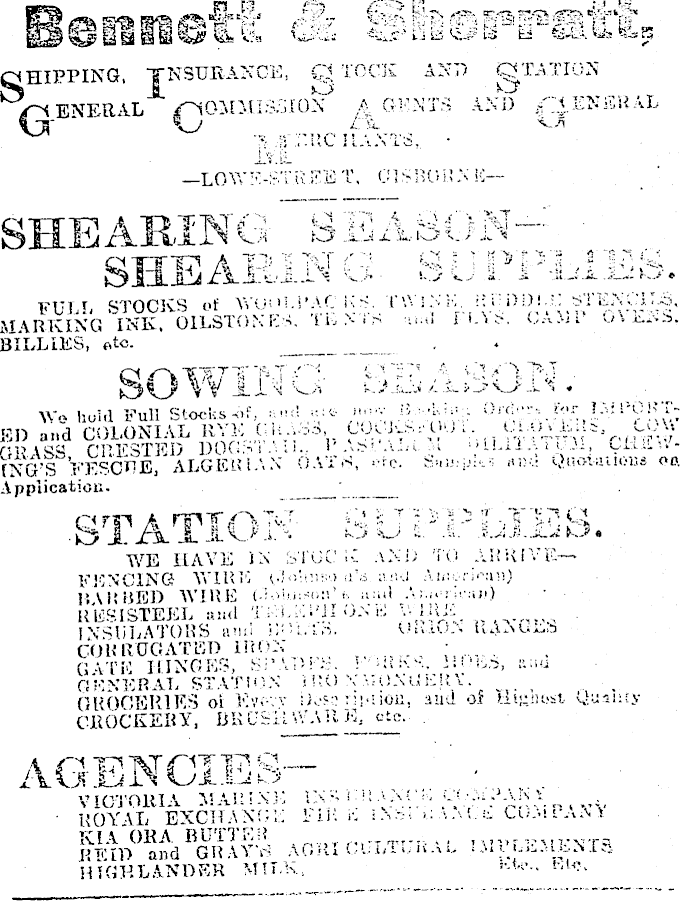 Bennett & Sherratt,
SHIPPING, INSURANCE, STOCK AND STATION
GENERAL COMMISSION AGENTS AND GENERAL
MERCHANTS,
—LOWE-STREET, GISBORNE—
SHEARING SEASON—
SHEARING SUPPLIES.
FULL STOCKS of WOOLPACKS, TWINE, RUDDLE STENCILS,
MARKING INK, OILSTONES, TENTS and FLYS, CAMP OVENS,
BILLIES, etc.
SOWING SEASON.
We hold Full Stocks of, and are now Booking Orders for IMPORT-
ED and COLONIAL RYE GRASS, COCKSFOOT, CLOVERS, COW
GRASS, CRESTED DOGSTAIL, PASPALUM DILITATUM, CHEW-
ING'S FESCUE, ALGERIAN OATS, etc. Samples and Quotations on
Application.
STATION SUPPLIES.
WE HAVE IN STOCK AND TO ARRIVE—
FENCING WIRE (Johnson's and American)
BARBED WIRE (Johnson's and American)
RESISTEEL and TELEPHONE WIRE
INSULATORS and BOLTS. ORION RANGES
CORRUGATED IRON
GATE HINGES, SPADES, FORKS, HOES, and
GENERAL STATION IRONMONGERY.
GROCERIES of Every Description, and of Highest Quality
CROCKERY, BRUSHWARE, etc.
AGENCIES—
VICTORIA MARINE INSURANCE COMPANY
ROYAL EXCHANGE FIRE INSURANCE COMPANY
KIA ORA BUTTER
REID and GRAY'S AGRICULTURAL IMPLEMENTS
HIGHLANDER MILK, Etc., Etc.